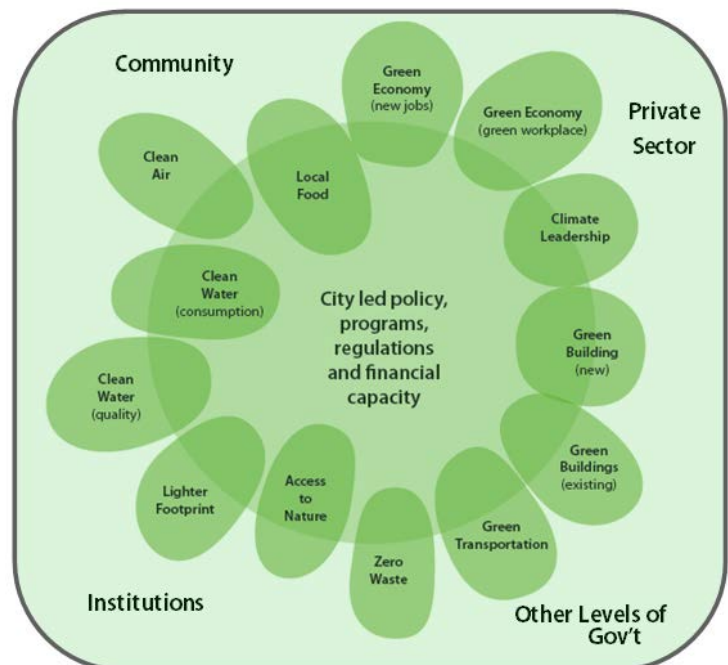 Community
Private
Sector
Green
Economy
(new jobs)
Green Economy
(green workplace)
Clean
Air
Local
Food
Climate
Leadership
Clean
Water
(consumption)
City led policy,
programs,
regulations
and financial
capacity
Green
Building
(new)
Clean
Water
(quality)
Green
Buildings
(existing)
Lighter
Footprint
Access
to
Nature
Green
Transportation
Zero
Waste
Institutions
Other Levels of
Gov't